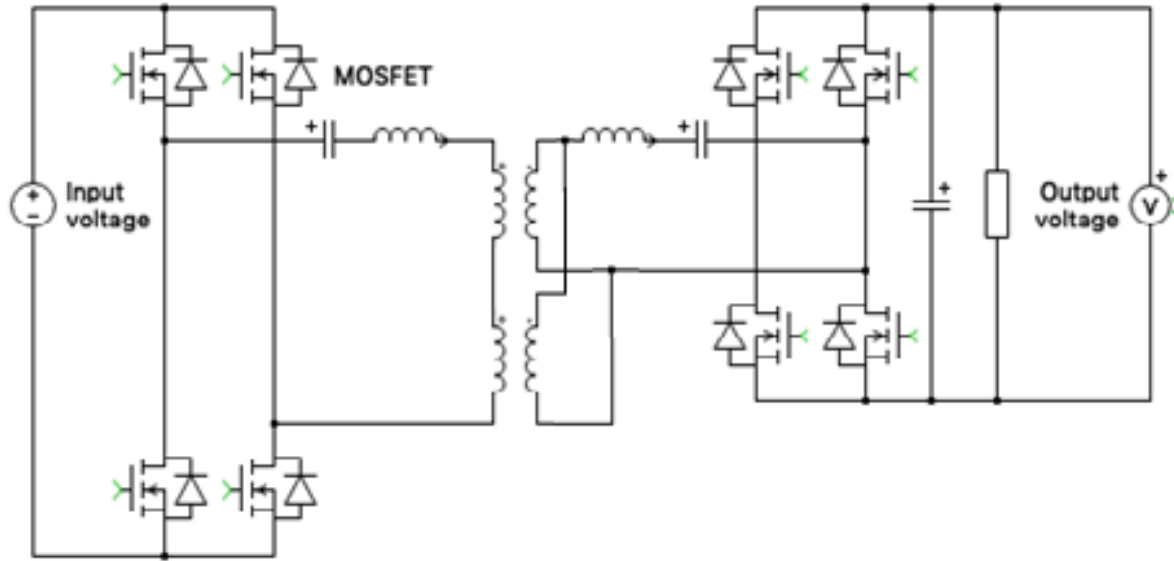 MOSFET
Input
voltage
Output
voltage
V